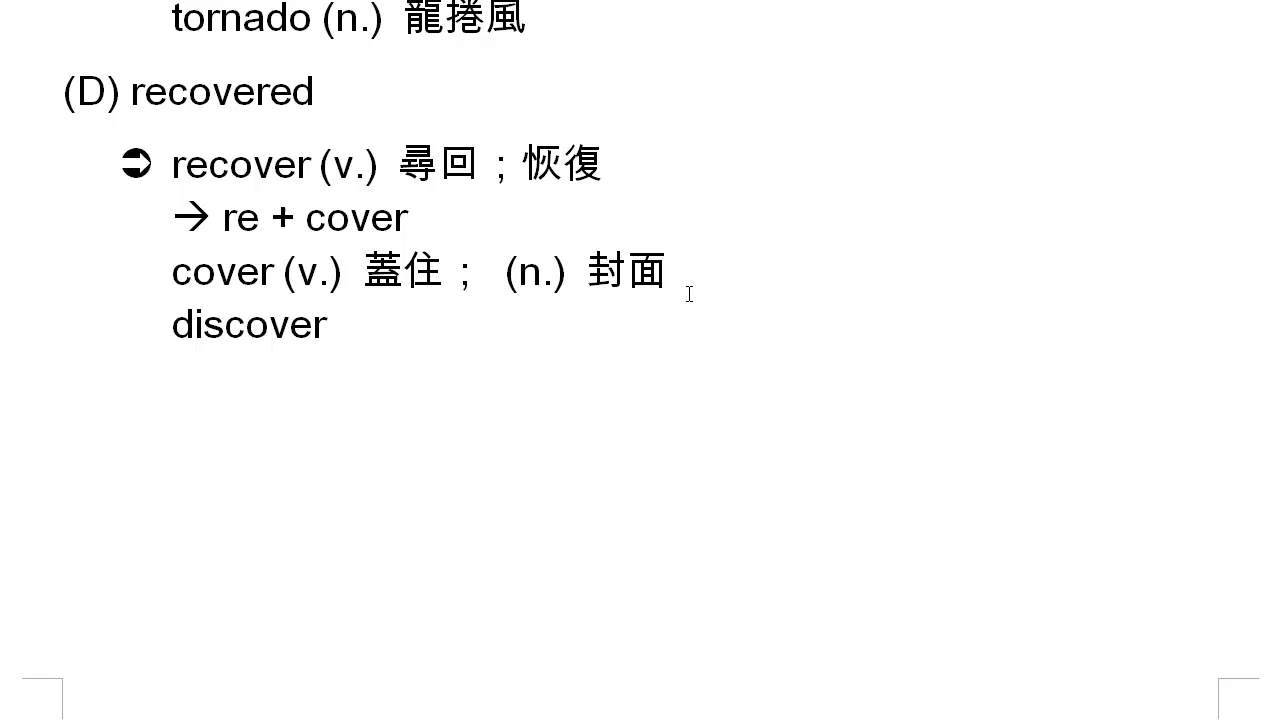 tornado (n.) 龍捲風
(D) recovered
➲ recover (v.) 尋回；恢復
→ re + cover
cover (v.) 蓋住； (n.) 封面
discover